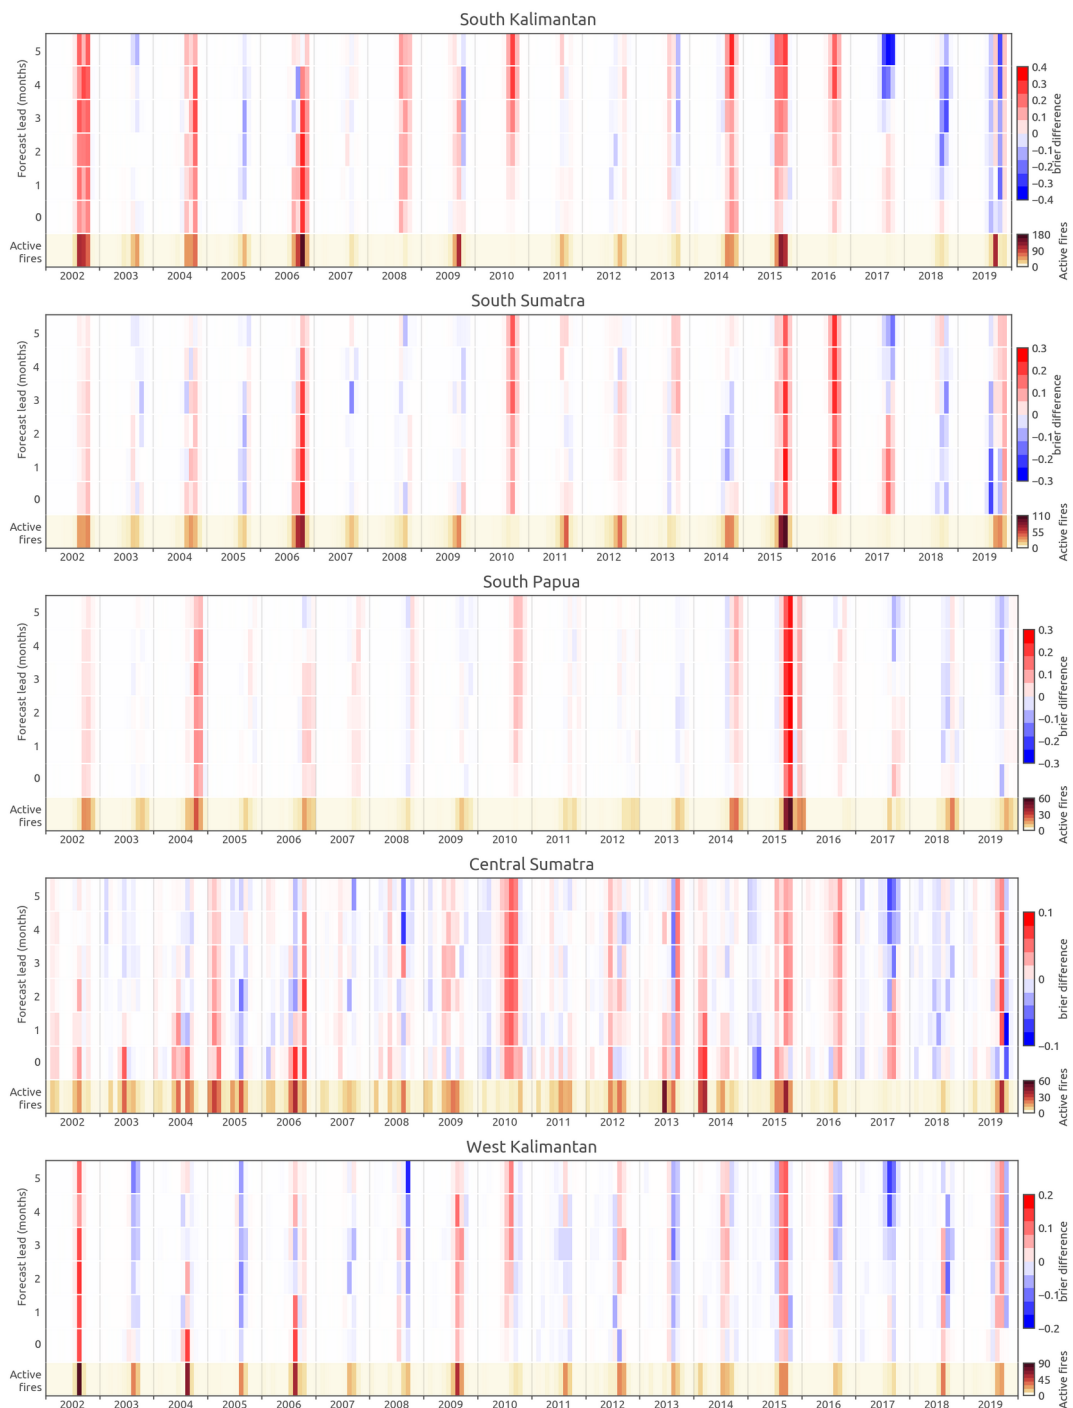 South Kalimantan
Forecast lead (months)
5
4
3
2
1
0
Active
fires
2002 2003 2004 2005 2006 2007 2008 2009 2010 2011 2012 2013 2014 2015 2016 2017 2018 2019
0.4
0.3
0.2
0.1
0
−0.1
−0.2
−0.3
−0.4
brier difference
180
90
0
Active fires
South Sumatra
Forecast lead (months)
5
4
3
2
1
0
Active
fires
2002 2003 2004 2005 2006 2007 2008 2009 2010 2011 2012 2013 2014 2015 2016 2017 2018 2019
0.3
0.2
0.1
0
−0.1
−0.2
−0.3
brier difference
110
55
0
Active fires
South Papua
Forecast lead (months)
5
4
3
2
1
0
Active
fires
2002 2003 2004 2005 2006 2007 2008 2009 2010 2011 2012 2013 2014 2015 2016 2017 2018 2019
0.3
0.2
0.1
0
−0.1
−0.2
−0.3
brier difference
60
30
0
Active fires
Central Sumatra
Forecast lead (months)
5
4
3
2
1
0
Active
fires
2002 2003 2004 2005 2006 2007 2008 2009 2010 2011 2012 2013 2014 2015 2016 2017 2018 2019
0.1
0
−0.1
brier difference
60
30
0
Active fires
West Kalimantan
Forecast lead (months)
5
4
3
2
1
0
Active
fires
2002 2003 2004 2005 2006 2007 2008 2009 2010 2011 2012 2013 2014 2015 2016 2017 2018 2019
0.2
0.1
0
−0.1
−0.2
brier difference
90
45
0
Active fires